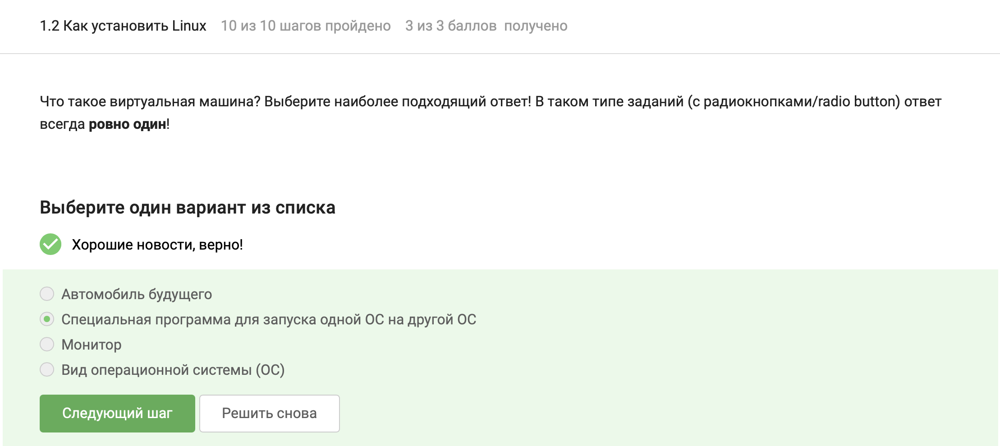 1.2 Как установить Linux 10 из 10 шагов пройдено 3 из 3 баллов получено
Что такое виртуальная машина? Выберите наиболее подходящий ответ! В таком типе заданий (с радиокнопками/radio button) ответ
всегда ровно один!
Выберите один вариант из списка
Хорошие новости, верно!
Автомобиль будущего
Специальная программа для запуска одной ОС на другой ОС
Монитор
Вид операционной системы (ОС)
Следующий шаг Решить снова